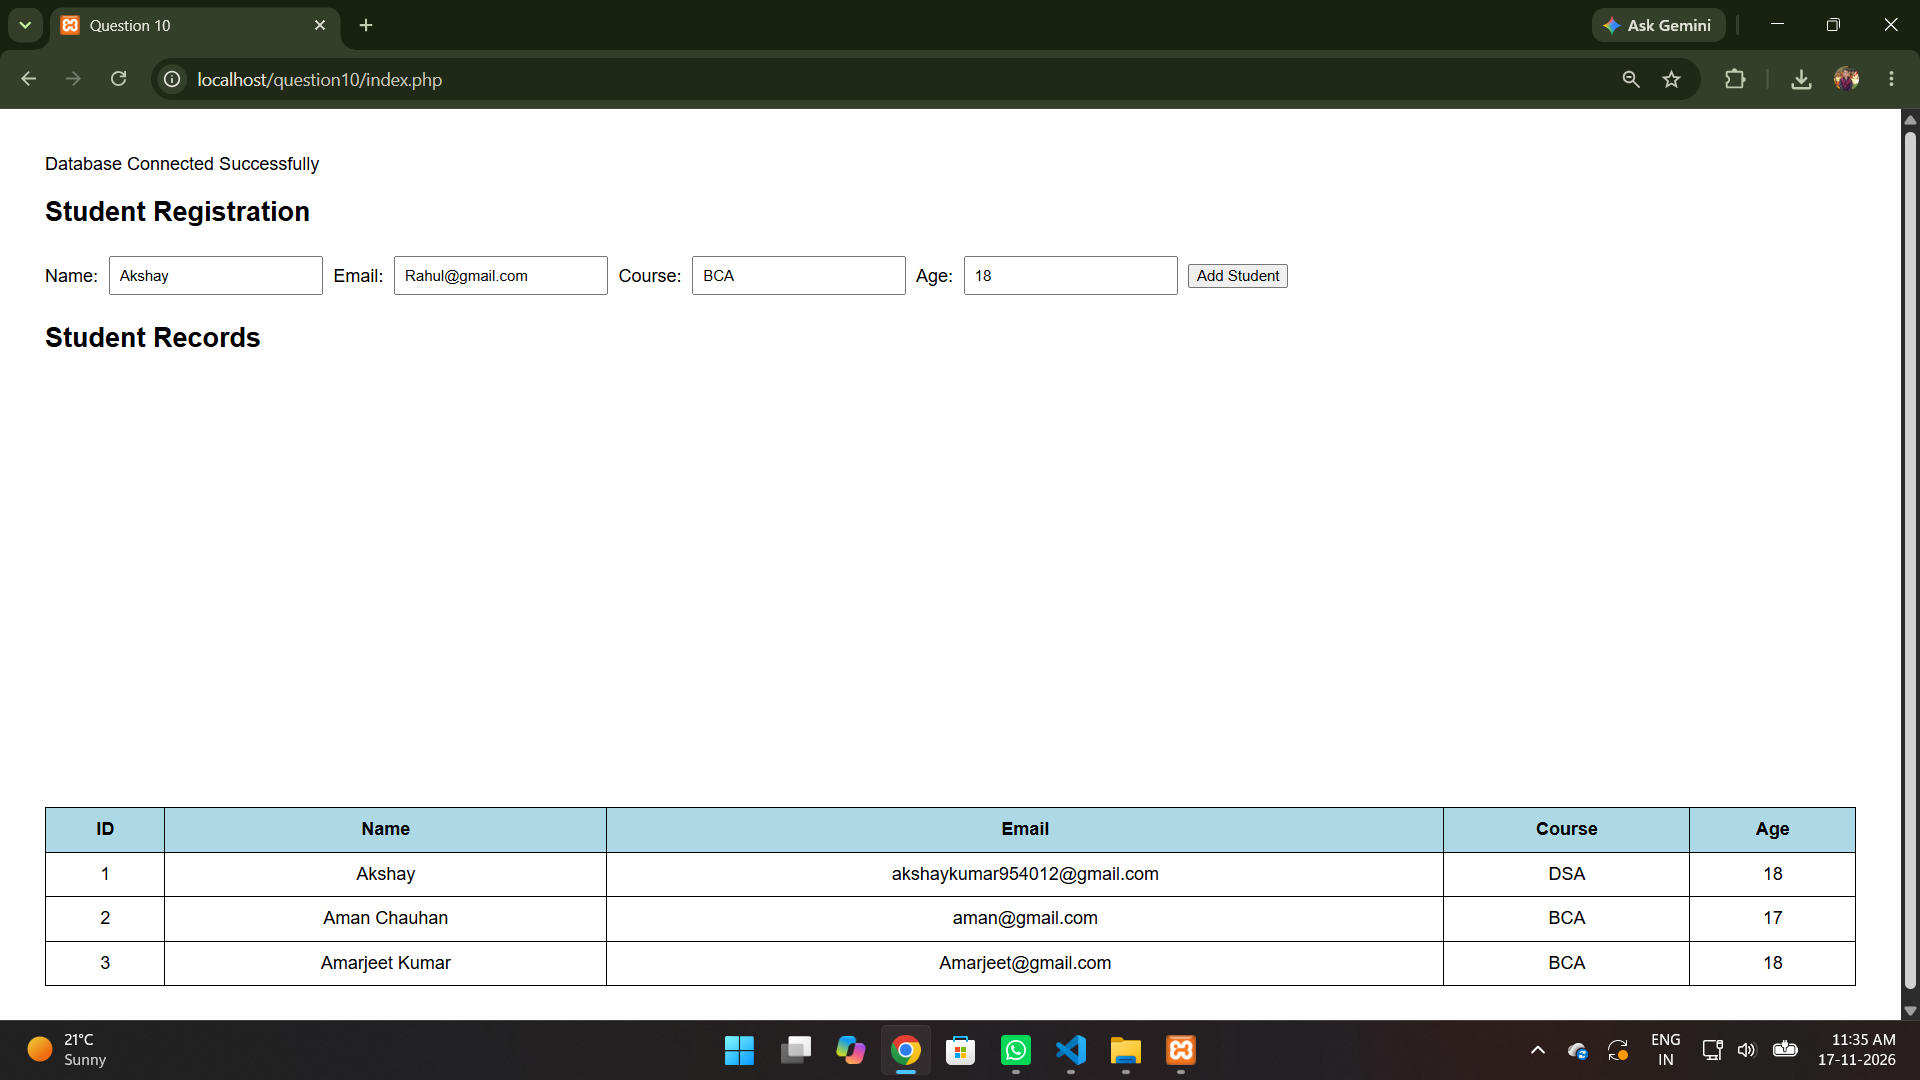 Question 10
Ask Gemini
localhost/question10/index.php
Database Connected Successfully
Student Registration
Name: Akshay Email: Rahul@gmail.com Course: BCA Age: 18 Add Student
Student Records
ID Name Email Course Age
1 Akshay akshaykumar954012@gmail.com DSA 18
2 Aman Chauhan aman@gmail.com BCA 17
3 Amarjeet Kumar Amarjeet@gmail.com BCA 18
21°C
Sunny
ENG
IN
11:35 AM
17-11-2026